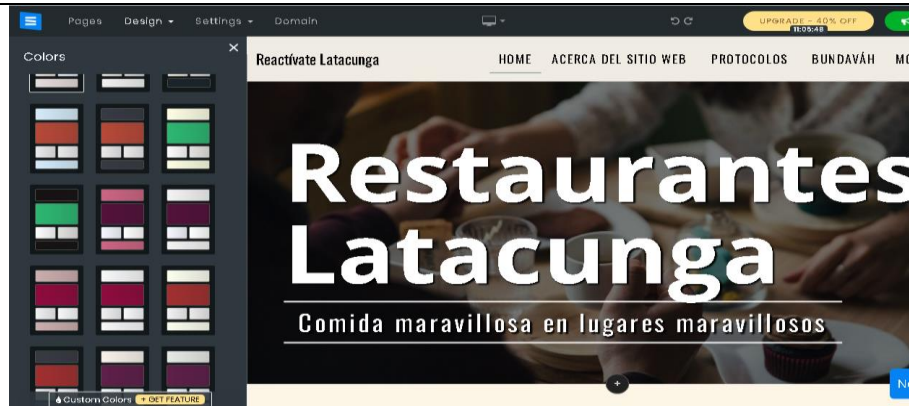 Pages Design Settings Domain UPGRADE - 40% OFF
11:05:48
Colors
Reactívate Latacunga HOME ACERCA DEL SITIO WEB PROTOCOLOS BUNDAVÁH
Restaurantes
Latacunga
Comida maravillosa en lugares maravillosos
Custom Colors + GET FEATURE